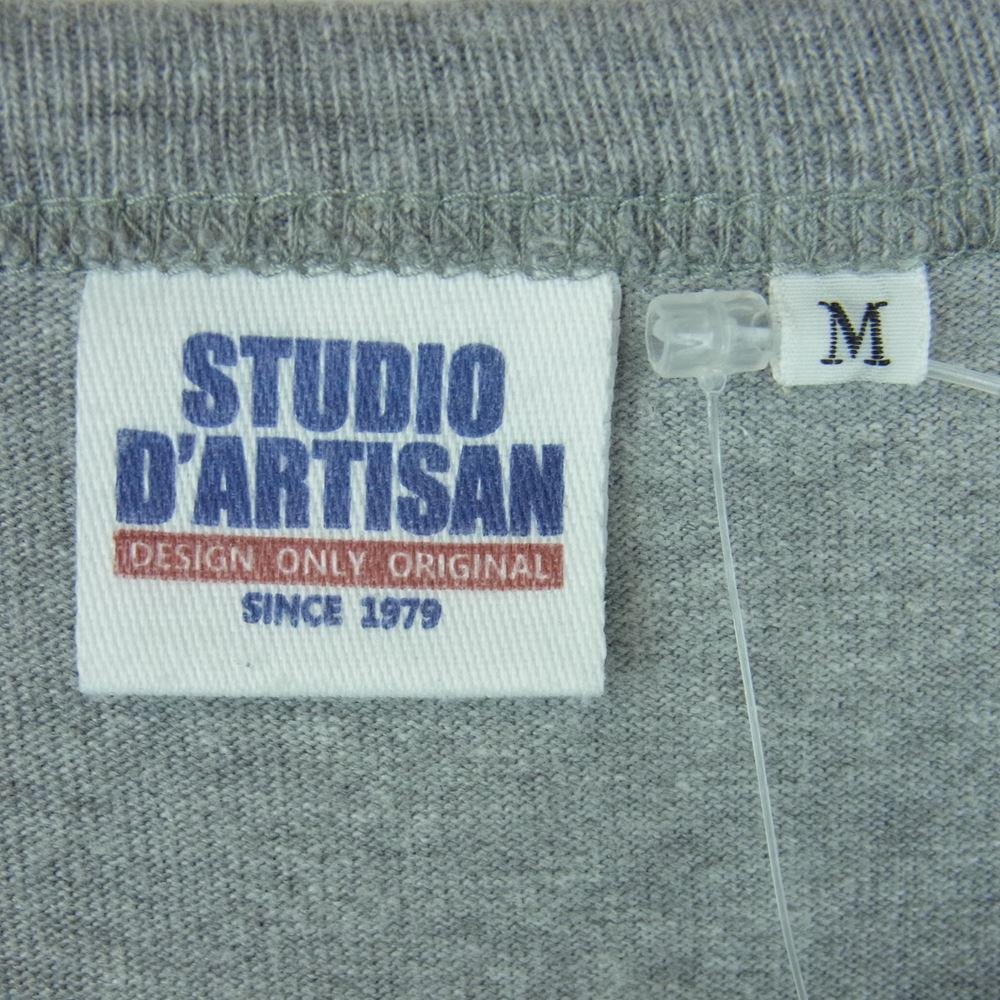 STUDIO
D'ARTISAN
DESIGN ONLY ORIGINAL
SINCE 1979
M